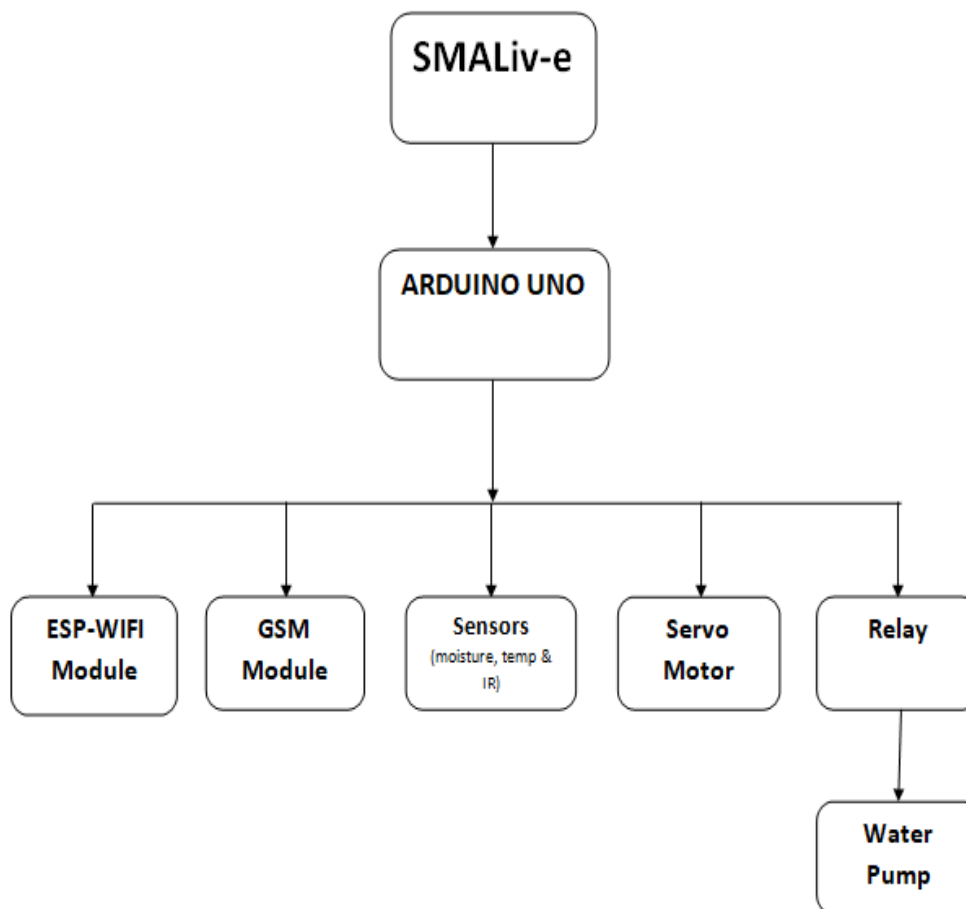 SMALiv-e
ARDUINO UNO
ESP-WIFI
Module
GSM
Module
Sensors
(moisture, temp &
IR)
Servo
Motor
Relay
Water
Pump